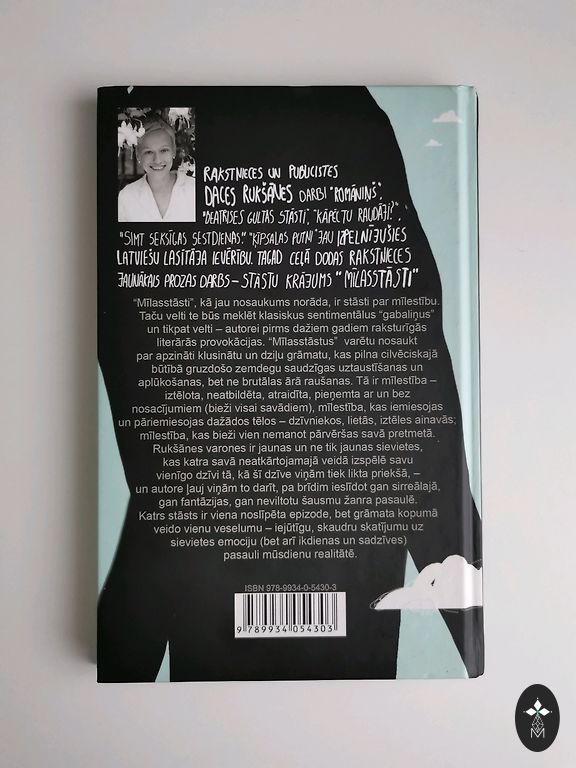 RAKSTNIECES UN PUBLICISTES
DACES RUKŠĀNES DARBI "ROMĀNIŅŠ",
"BEATRISES GULTAS STĀSTI", "KĀPĒC TU RAUDĀJI?",
"SIMT SEKSĪGAS SESTDIENAS" "ĶĪPSALAS PUTNI" JAU IZPELNĪJUŠIES
LATVIEŠU LASĪTĀJA IEVĒRĪBU. TAGAD CEĻĀ DODAS RAKSTNIECES
JAUNĀKAIS PROZAS DARBS – STĀSTU KRĀJUMS "MĪLASSTĀSTI"
"Mīlasstāsti", kā jau nosaukums norāda, ir stāsti par mīlestību.
Taču velti te būs meklēt klasiskus sentimentālus "gabaliņus"
un tikpat velti – autorei pirms dažiem gadiem raksturīgās
literārās provokācijas. "Mīlasstāstus" varētu nosaukt
par apzināti klusinātu un dziļu grāmatu, kas pilna cilvēciskajā
būtībā gruzdošo zemdegu saudzīgas uztaustīšanas un
aplūkošanas, bet ne brutālas ārā raušanas. Tā ir mīlestība –
iztēlota, neatbildēta, atraidīta, pieņemta ar un bez
nosacījumiem (bieži visai savādiem), mīlestība, kas iemiesojas
un pāriemiesojas dažādos tēlos – dzīvniekos, lietās, iztēles ainavās;
mīlestība, kas bieži vien nemanot pārvēršas savā pretmetā.
Rukšānes varones ir jaunas un ne tik jaunas sievietes,
kas katra savā neatkārtojamajā veidā izspēlē savu
vienīgo dzīvi tā, kā šī dzīve viņām tiek likta priekšā, –
un autore ļauj viņām to darīt, pa brīdim ieslīdot gan sirreālajā,
gan fantāzijas, gan neviltotu šausmu žanra pasaulē.
Katrs stāsts ir viena noslīpēta epizode, bet grāmata kopumā
veido vienu veselumu – iejūtīgu, skaudru skatījumu uz
sievietes emociju (bet arī ikdienas un sadzīves)
pasauli mūsdienu realitātē.
ISBN 978-9934-0-5430-3
9 789934 054303
M